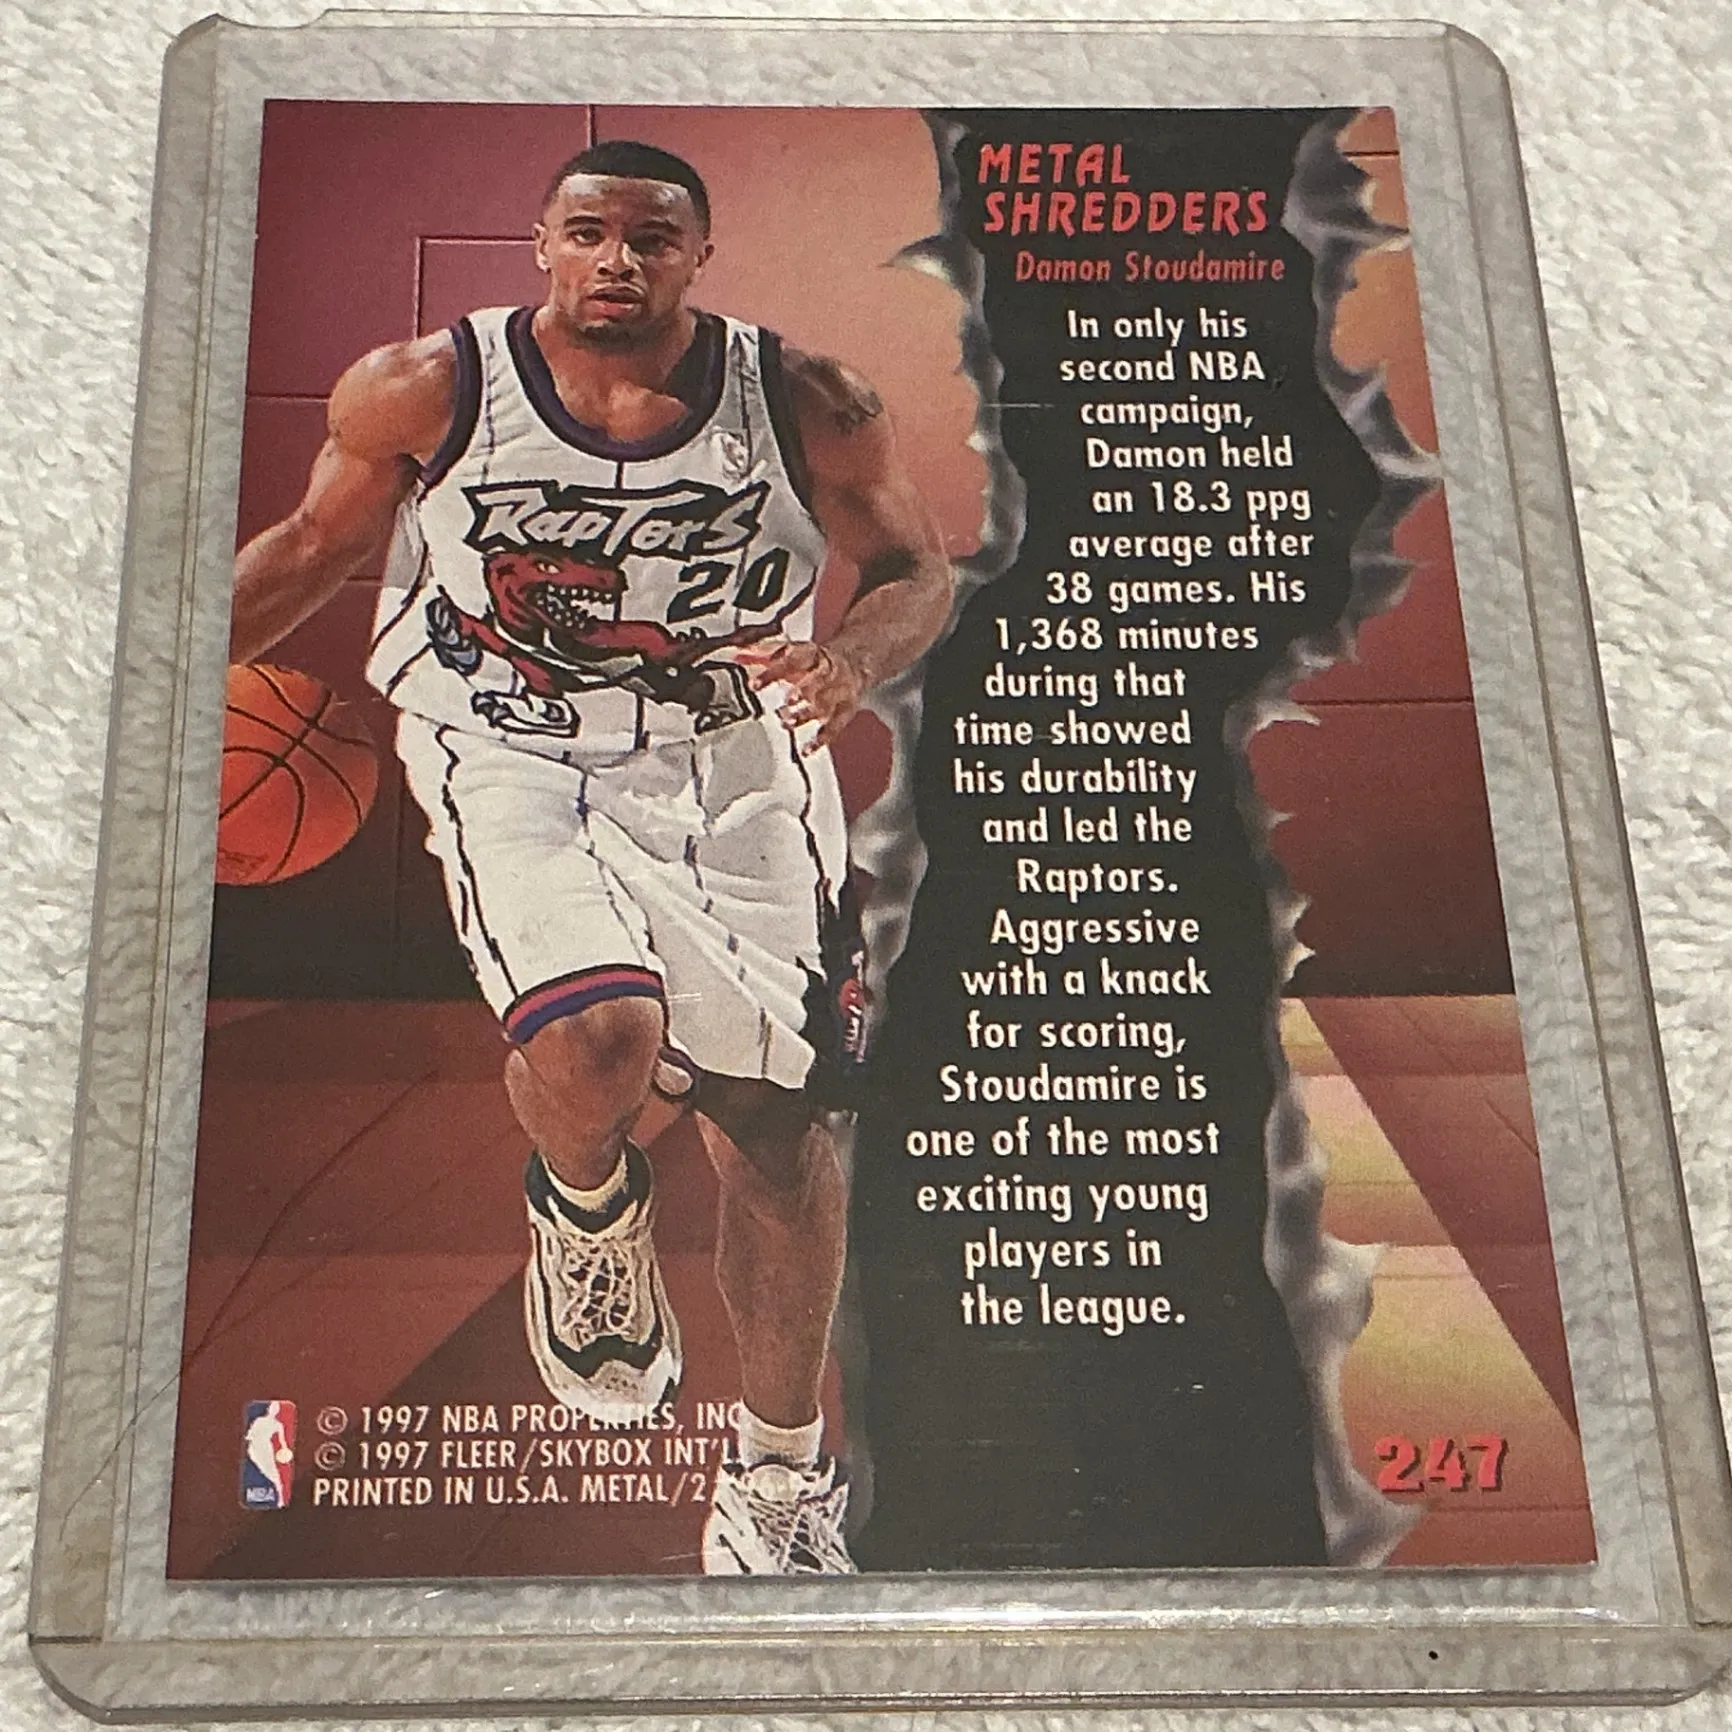 METAL
SHREDDERS
Damon Stoudamire
In only his
second NBA
campaign,
Damon held
an 18.3 ppg
average after
38 games. His
1,368 minutes
during that
time showed
his durability
and led the
Raptors.
Aggressive
with a knack
for scoring,
Stoudamire is
one of the most
exciting young
players in
the league.
RAPTORS
20
NBA
© 1997 NBA PROPERTIES, INC
© 1997 FLEER/SKYBOX INT'L.
PRINTED IN U.S.A. METAL/2
247